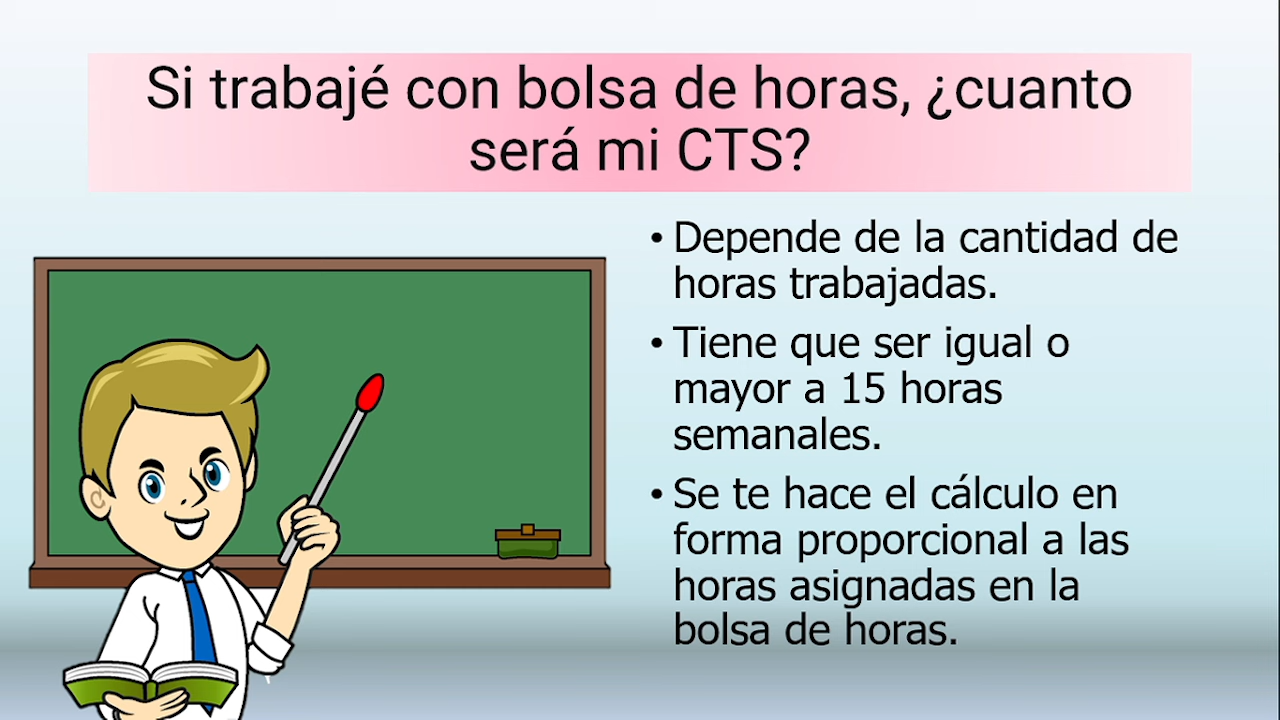 Si trabajé con bolsa de horas, ¿cuanto
será mi CTS?
• Depende de la cantidad de
horas trabajadas.
• Tiene que ser igual o
mayor a 15 horas
semanales.
• Se te hace el cálculo en
forma proporcional a las
horas asignadas en la
bolsa de horas.